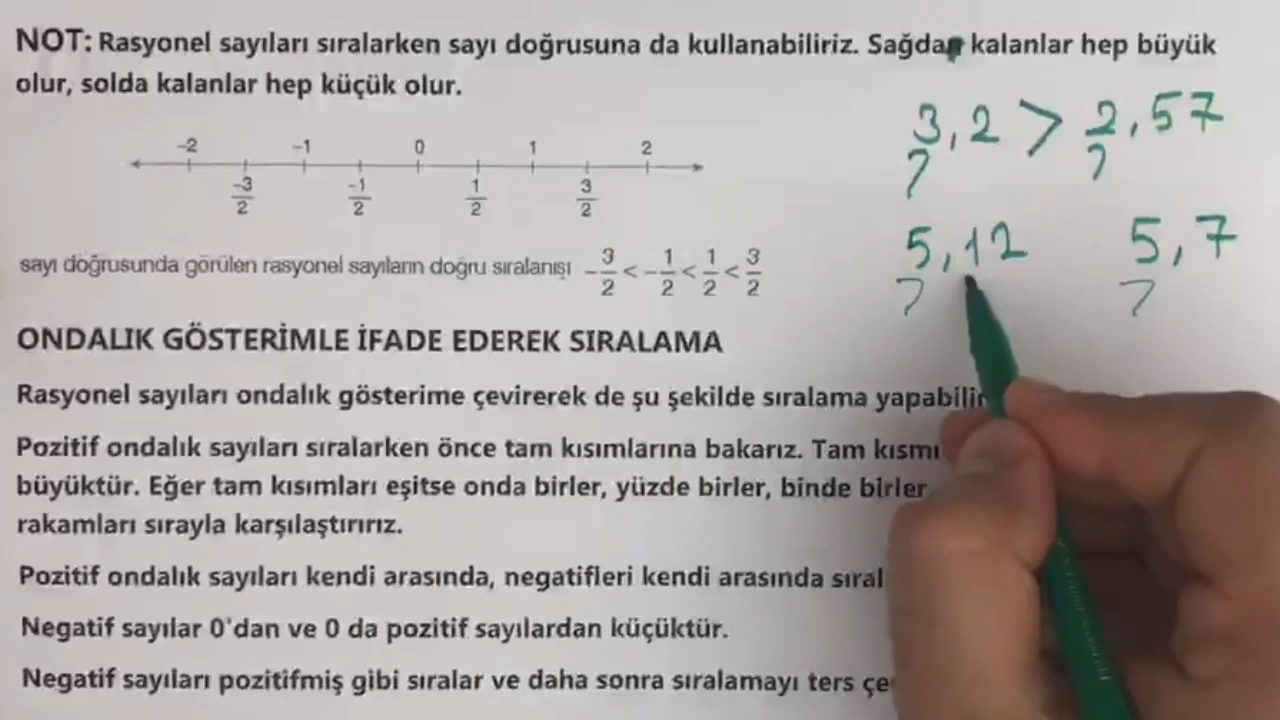 NOT: Rasyonel sayıları sıralarken sayı doğrusuna da kullanabiliriz. Sağdan kalanlar hep büyük
olur, solda kalanlar hep küçük olur.
3,2 > 2,57
-2 -1 0 1 2
-3/2 -1/2 1/2 3/2
5,12 5,7
sayı doğrusunda görülen rasyonel sayıların doğru sıralanışı -3/2 < -1/2 < 1/2 < 3/2
ONDALIK GÖSTERİMLE İFADE EDEREK SIRALAMA
Rasyonel sayıları ondalık gösterime çevirerek de şu şekilde sıralama
Pozitif ondalık sayıları sıralarken önce tam kısımlarına bakarız. Tam kısmı
büyüktür. Eğer tam kısımları eşitse onda birler, yüzde birler, binde birler
rakamları sırayla karşılaştırırız.
Pozitif ondalık sayıları kendi arasında, negatifleri kendi arasında
Negatif sayılar 0'dan ve 0 da pozitif sayılardan küçüktür.
Negatif sayıları pozitifmiş gibi sıralar ve daha sonra sıralamayı ters